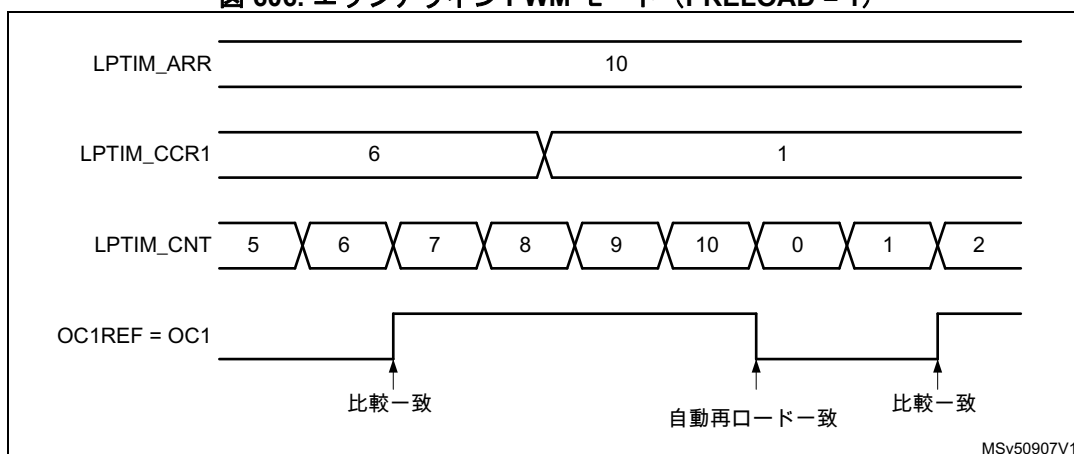 LPTIM_ARR 10
LPTIM_CCR1 6 1
LPTIM_CNT 5 6 7 8 9 10 0 1 2
OC1REF = OC1
比較一致 自動再ロード一致 比較一致
MSv50907V1